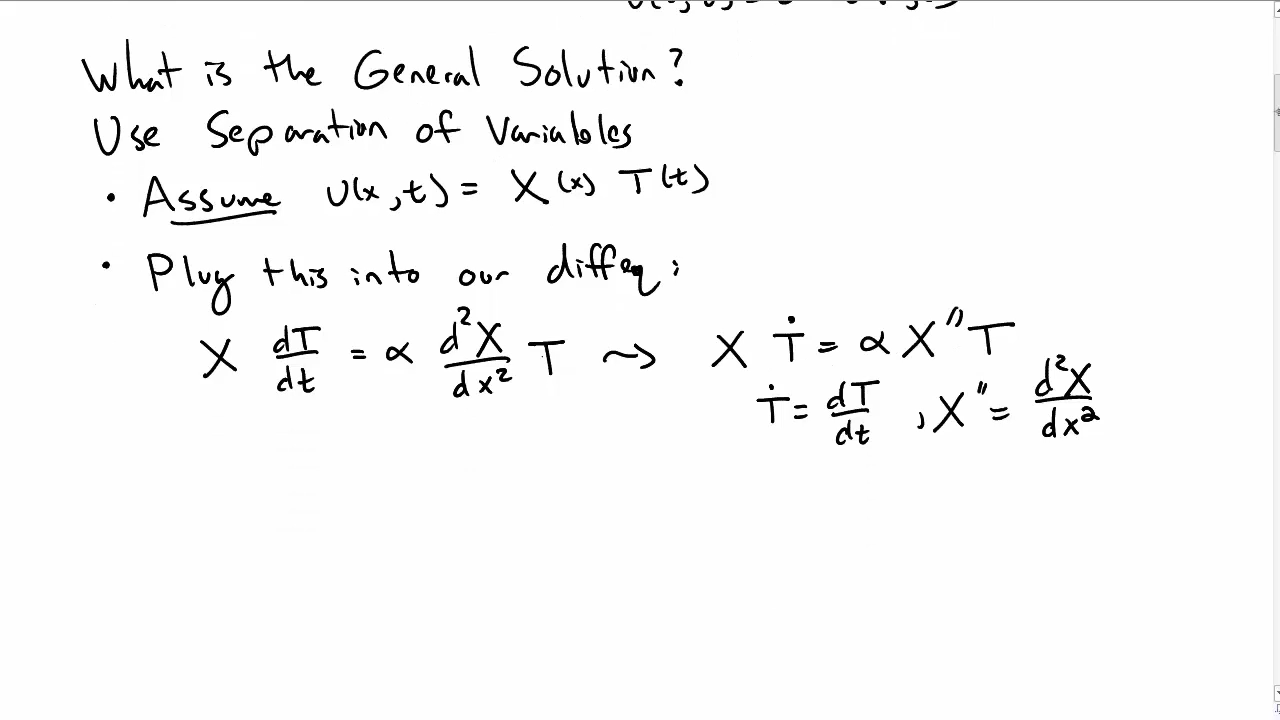 What is the General Solution?
Use Separation of Variables
• Assume U(x,t) = X(x) T(t)
• Plug this into our diffeq:
X dT/dt = α d²X/dx² T ⤳ X Ṫ = α X″ T
Ṫ = dT/dt , X″ = d²X/dx²